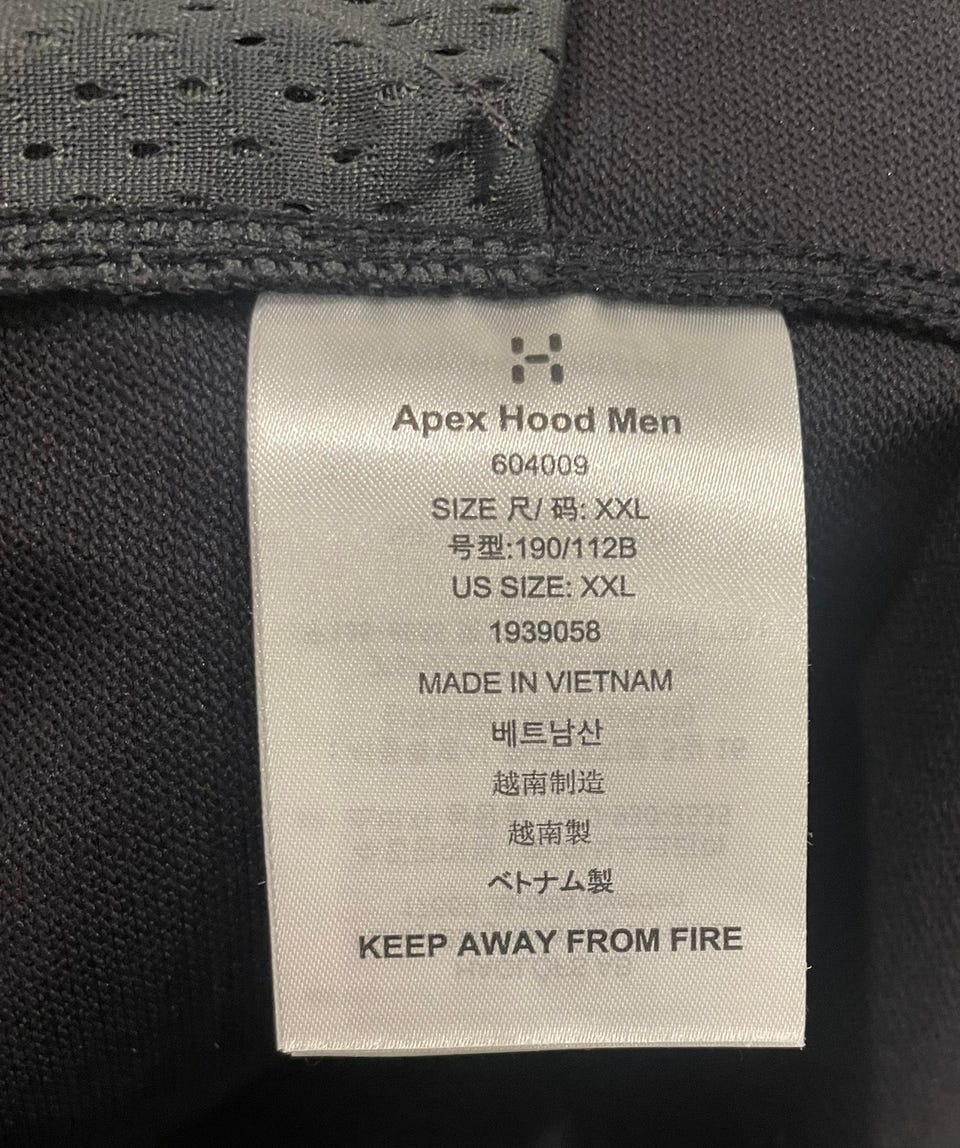 Apex Hood Men
604009
SIZE 尺/ 码: XXL
号型:190/112B
US SIZE: XXL
1939058
MADE IN VIETNAM
베트남산
越南制造
越南製
ベトナム製
KEEP AWAY FROM FIRE